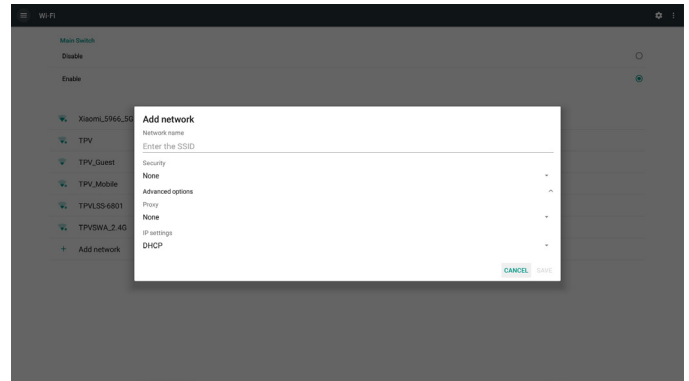 Wi-Fi
Main Switch
Disable
Enable
Xiaomi_5966_5G
TPV
TPV_Guest
TPV_Mobile
TPVLSS-6801
TPVSWA_2.4G
+ Add network
Add network
Network name
Enter the SSID
Security
None
Advanced options
Proxy
None
IP settings
DHCP
CANCEL SAVE